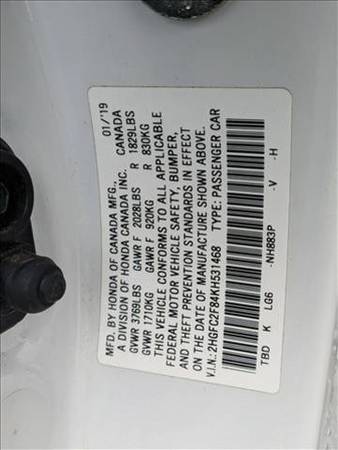 MFD. BY HONDA OF CANADA MFG., 01/'19
A DIVISION OF HONDA CANADA INC. CANADA
GVWR 3769LBS GAWR F 2028LBS R 1829LBS
GVWR 1710KG GAWR F 920KG R 830KG
THIS VEHICLE CONFORMS TO ALL APPLICABLE
FEDERAL MOTOR VEHICLE SAFETY, BUMPER,
AND THEFT PREVENTION STANDARDS IN EFFECT
ON THE DATE OF MANUFACTURE SHOWN ABOVE.
V.I.N.: 2HGFC2F84KH531468 TYPE: PASSENGER CAR
TBD K LG6 -NH883P -V -H